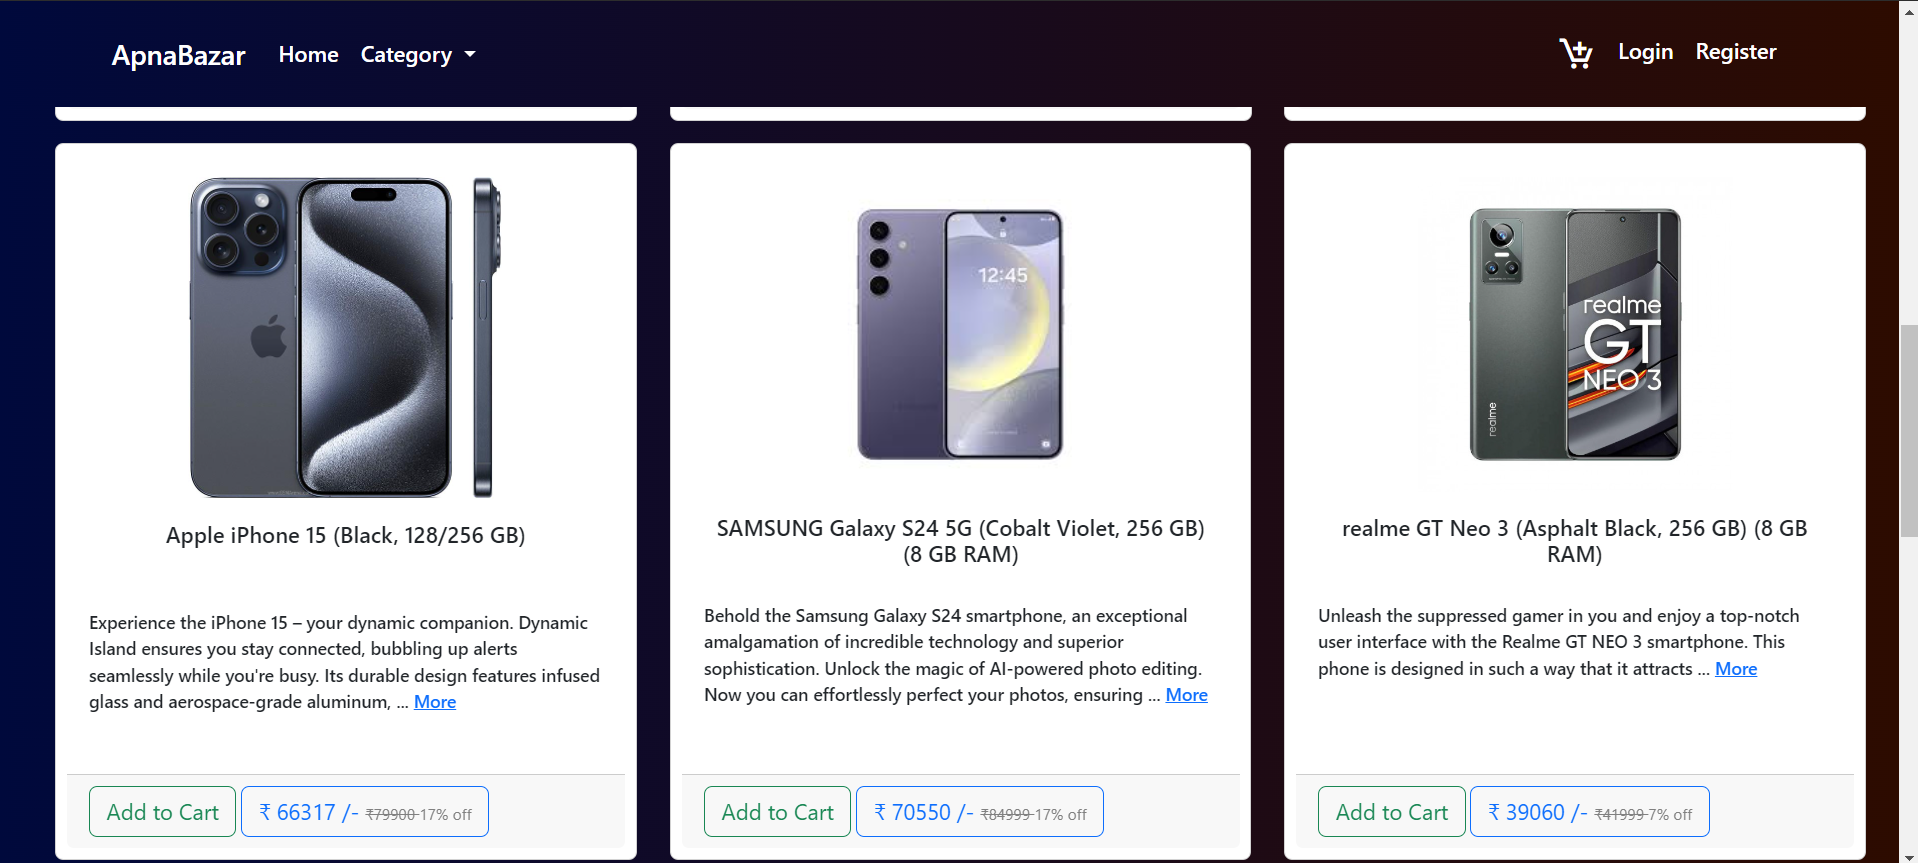 ApnaBazar Home Category Login Register
12:45
realme
GT
NEO 3
realme
Apple iPhone 15 (Black, 128/256 GB)
Experience the iPhone 15 – your dynamic companion. Dynamic
Island ensures you stay connected, bubbling up alerts
seamlessly while you're busy. Its durable design features infused
glass and aerospace-grade aluminum, ... More
Add to Cart ₹ 66317 /- ₹79900 17% off
SAMSUNG Galaxy S24 5G (Cobalt Violet, 256 GB)
(8 GB RAM)
Behold the Samsung Galaxy S24 smartphone, an exceptional
amalgamation of incredible technology and superior
sophistication. Unlock the magic of AI-powered photo editing.
Now you can effortlessly perfect your photos, ensuring ... More
Add to Cart ₹ 70550 /- ₹84999 17% off
realme GT Neo 3 (Asphalt Black, 256 GB) (8 GB
RAM)
Unleash the suppressed gamer in you and enjoy a top-notch
user interface with the Realme GT NEO 3 smartphone. This
phone is designed in such a way that it attracts ... More
Add to Cart ₹ 39060 /- ₹41999 7% off